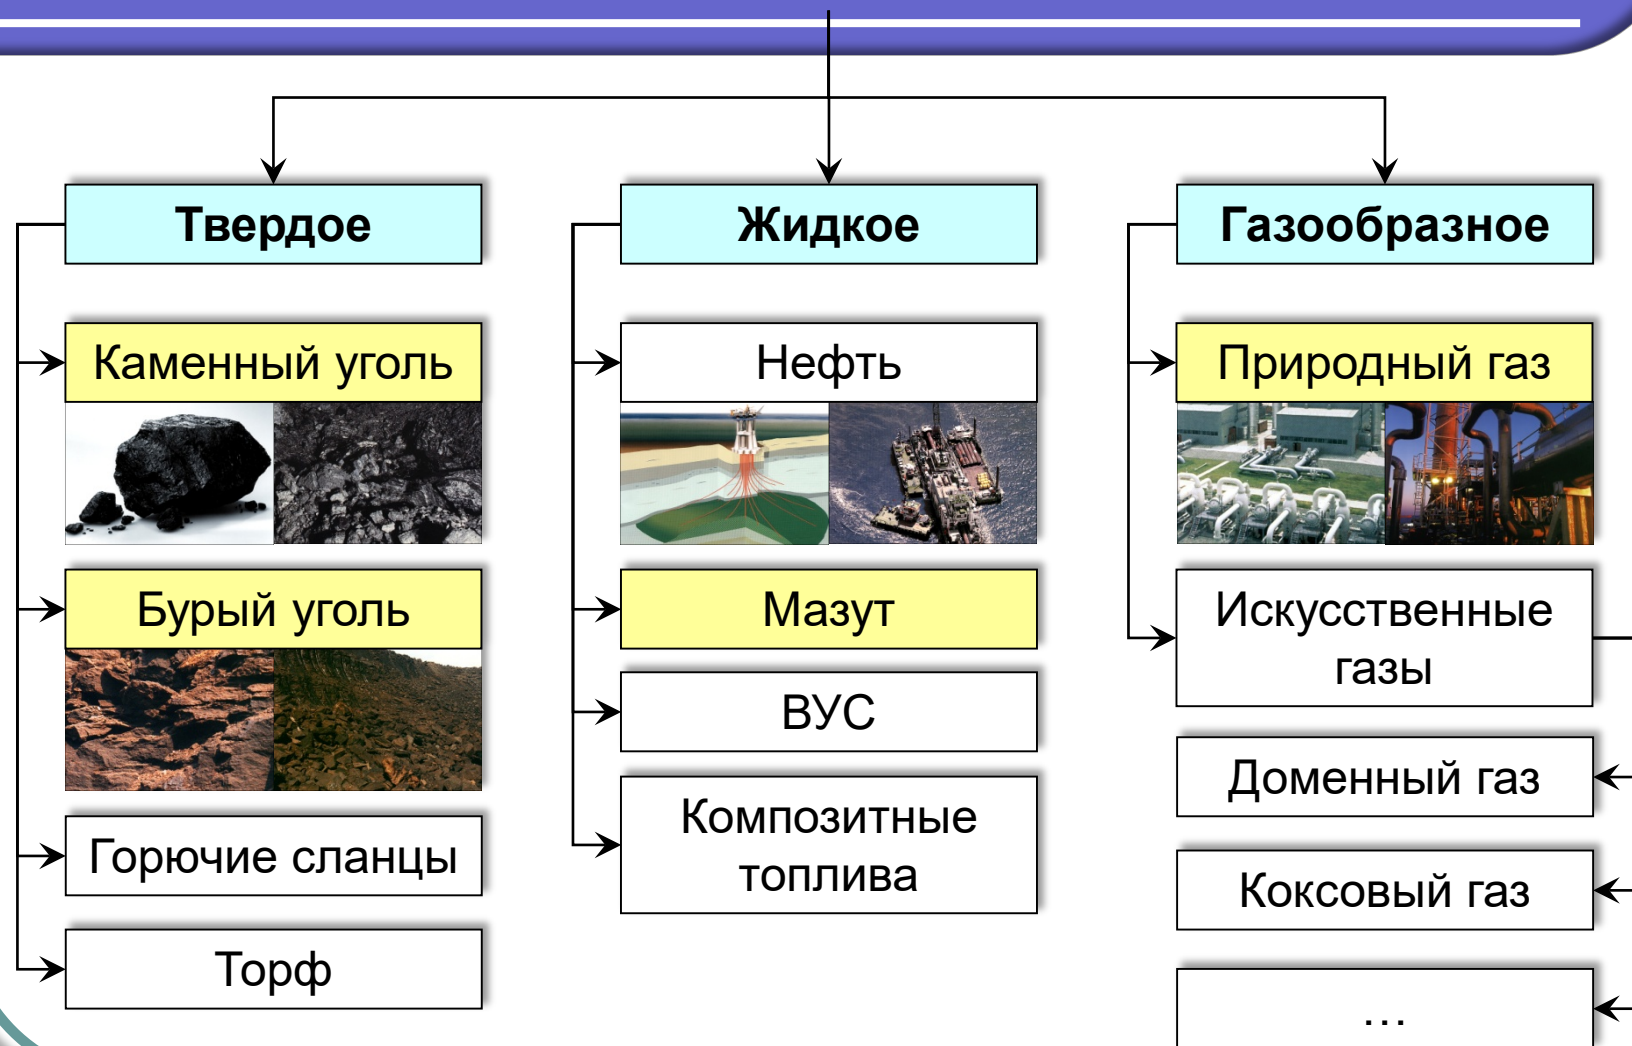 Твердое
Каменный уголь
Бурый уголь
Горючие сланцы
Торф
Жидкое
Нефть
Мазут
ВУС
Композитные
топлива
Газообразное
Природный газ
Искусственные
газы
Доменный газ
Коксовый газ
...